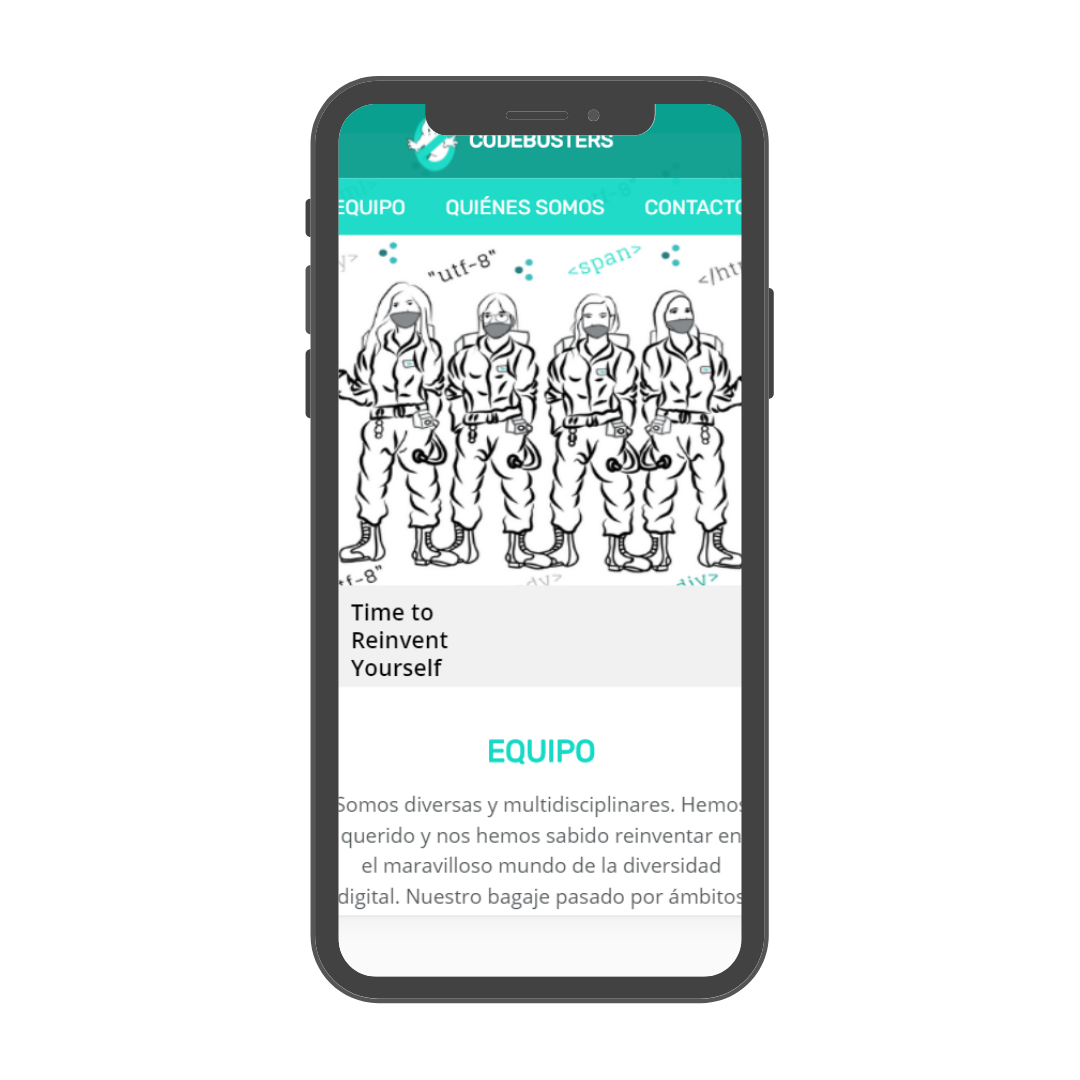 CODEBUSTERS
EQUIPO QUIÉNES SOMOS CONTACTO
"utf-8"
<span>
Time to
Reinvent
Yourself
EQUIPO
Somos diversas y multidisciplinares. Hemos
querido y nos hemos sabido reinventar en
el maravilloso mundo de la diversidad
digital. Nuestro bagaje pasado por ámbitos